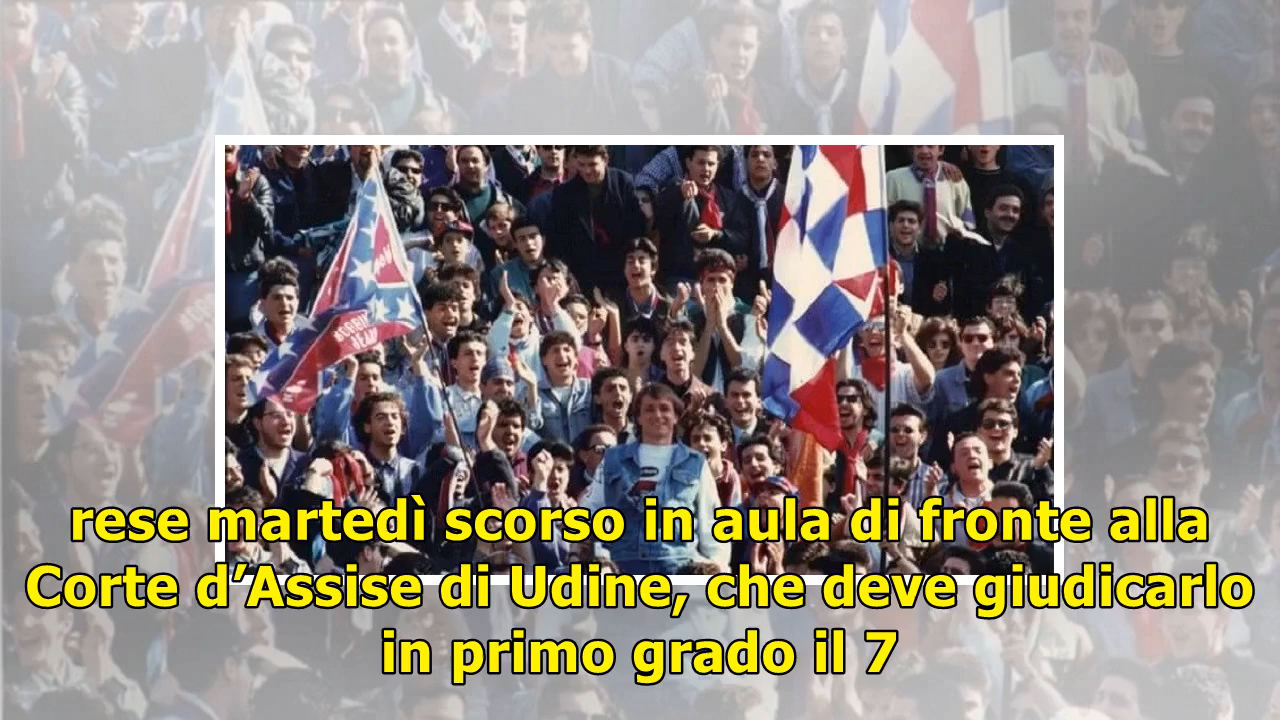 rese martedì scorso in aula di fronte alla
Corte d’Assise di Udine, che deve giudicarlo
in primo grado il 7